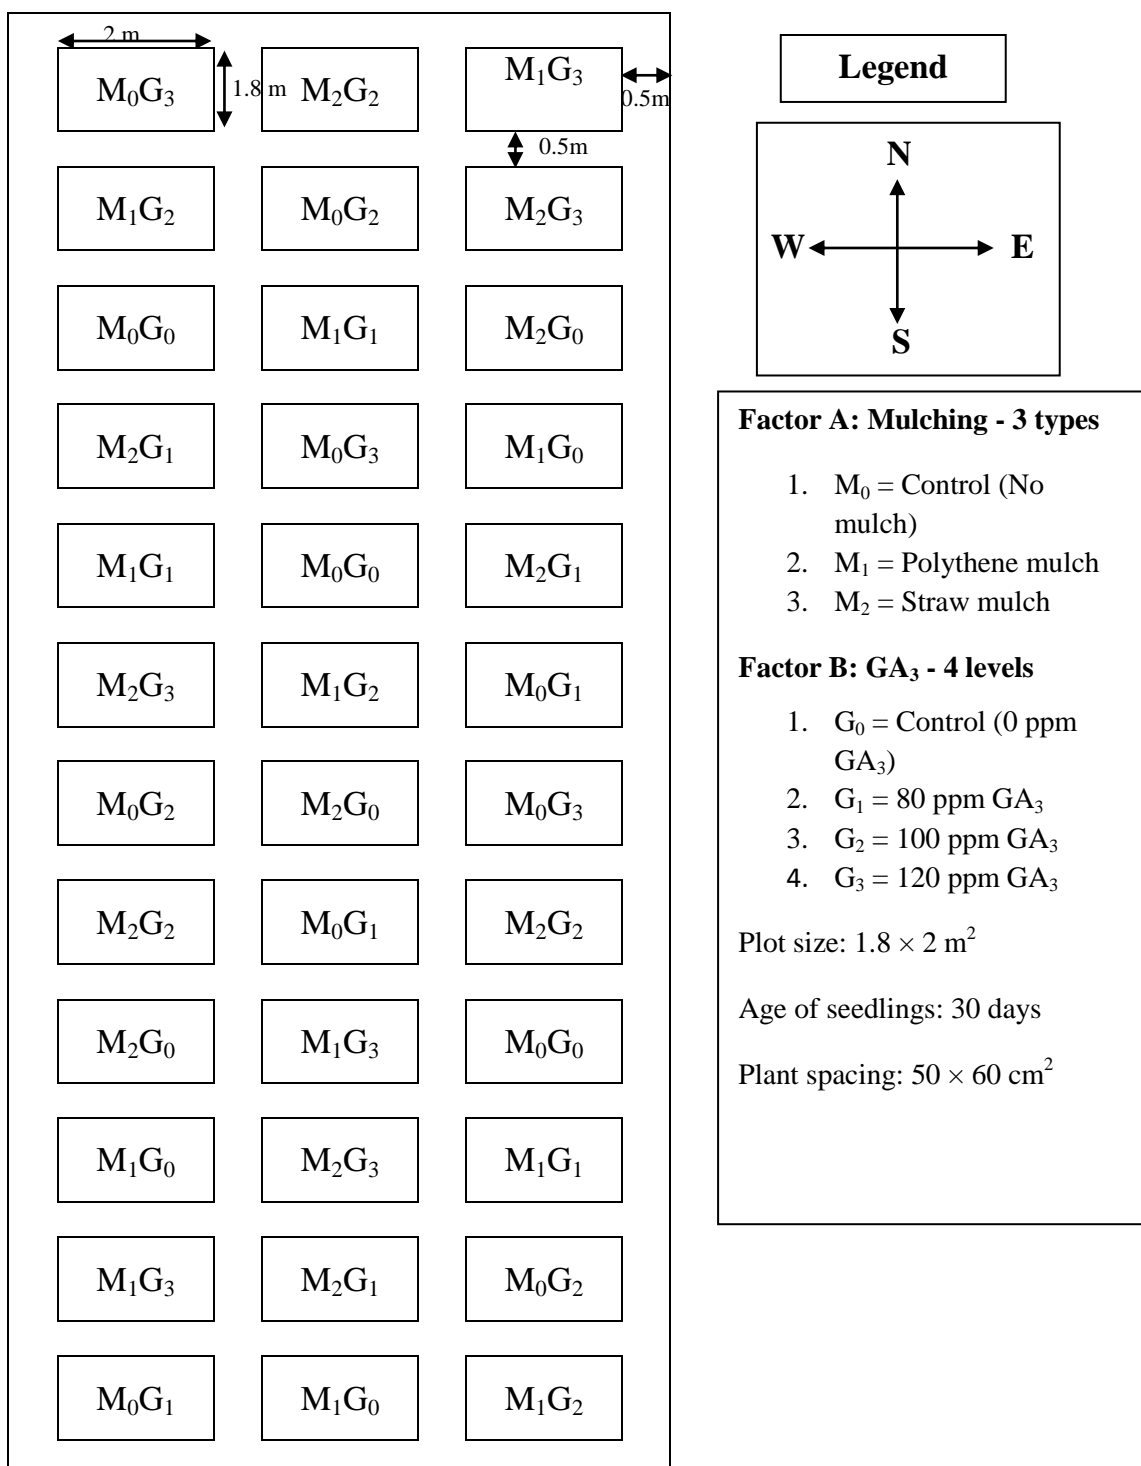 2 m
M₀G₃
1.8 m
M₂G₂
M₁G₃
0.5m
0.5m
M₁G₂
M₀G₂
M₂G₃
M₀G₀
M₁G₁
M₂G₀
M₂G₁
M₀G₃
M₁G₀
M₁G₁
M₀G₀
M₂G₁
M₂G₃
M₁G₂
M₀G₁
M₀G₂
M₂G₀
M₀G₃
M₂G₂
M₀G₁
M₂G₂
M₂G₀
M₁G₃
M₀G₀
M₁G₀
M₂G₃
M₁G₁
M₁G₃
M₂G₁
M₀G₂
M₀G₁
M₁G₀
M₁G₂
Legend
N
W
E
S
Factor A: Mulching - 3 types
1. M₀ = Control (No
mulch)
2. M₁ = Polythene mulch
3. M₂ = Straw mulch
Factor B: GA₃ - 4 levels
1. G₀ = Control (0 ppm
GA₃)
2. G₁ = 80 ppm GA₃
3. G₂ = 100 ppm GA₃
4. G₃ = 120 ppm GA₃
Plot size: 1.8 × 2 m²
Age of seedlings: 30 days
Plant spacing: 50 × 60 cm²